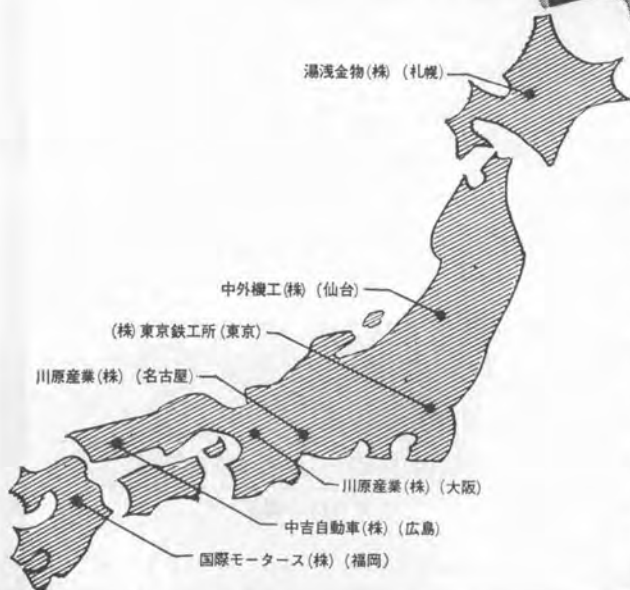 湯浅金物(株) (札幌)
中外機工(株) (仙台)
(株)東京鉄工所(東京)
川原産業(株) (名古屋)
川原産業(株) (大阪)
中吉自動車(株) (広島)
国際モータース(株) (福岡)